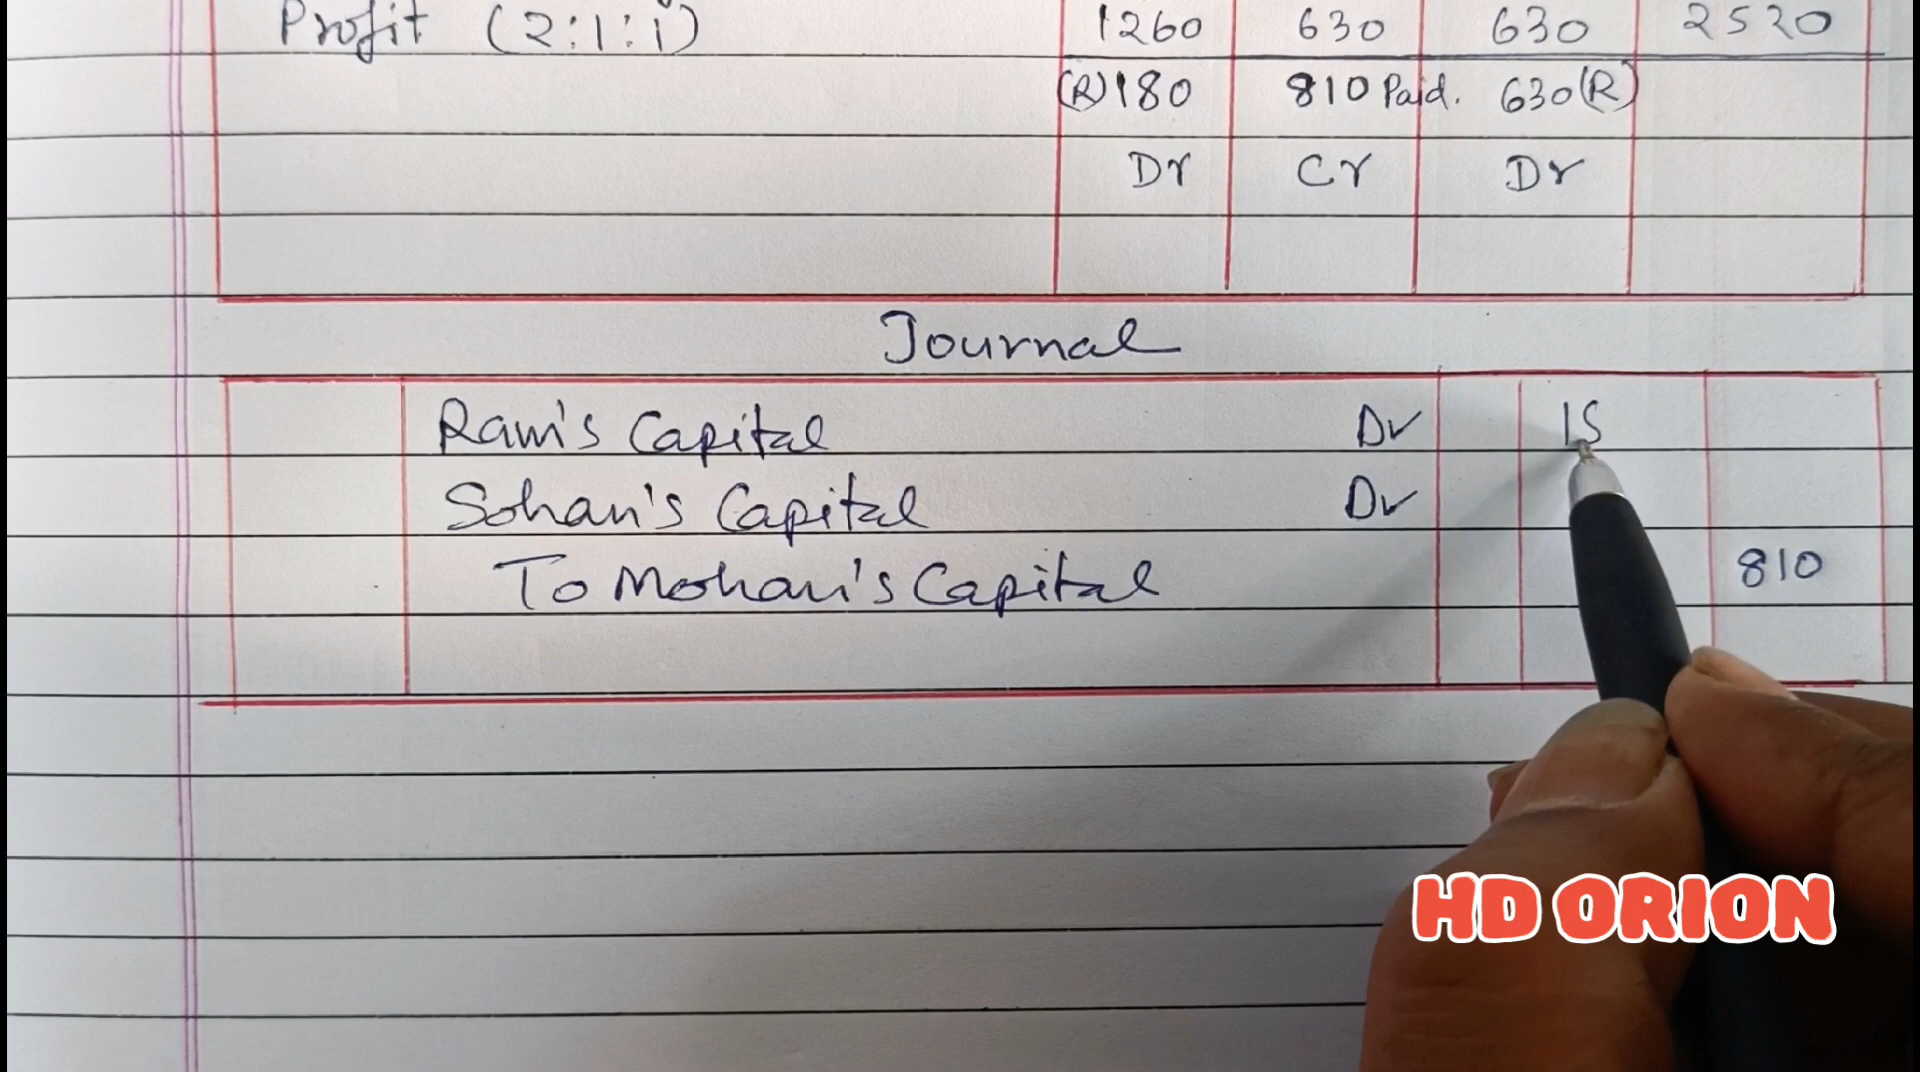 Profit (2:1:1) 1260 630 630 2520
(R)180 810 Paid. 630(R)
Dr Cr Dr
Journal
Ram's Capital Dr 18
Sohan's Capital Dr
To Mohan's Capital 810
HD ORION